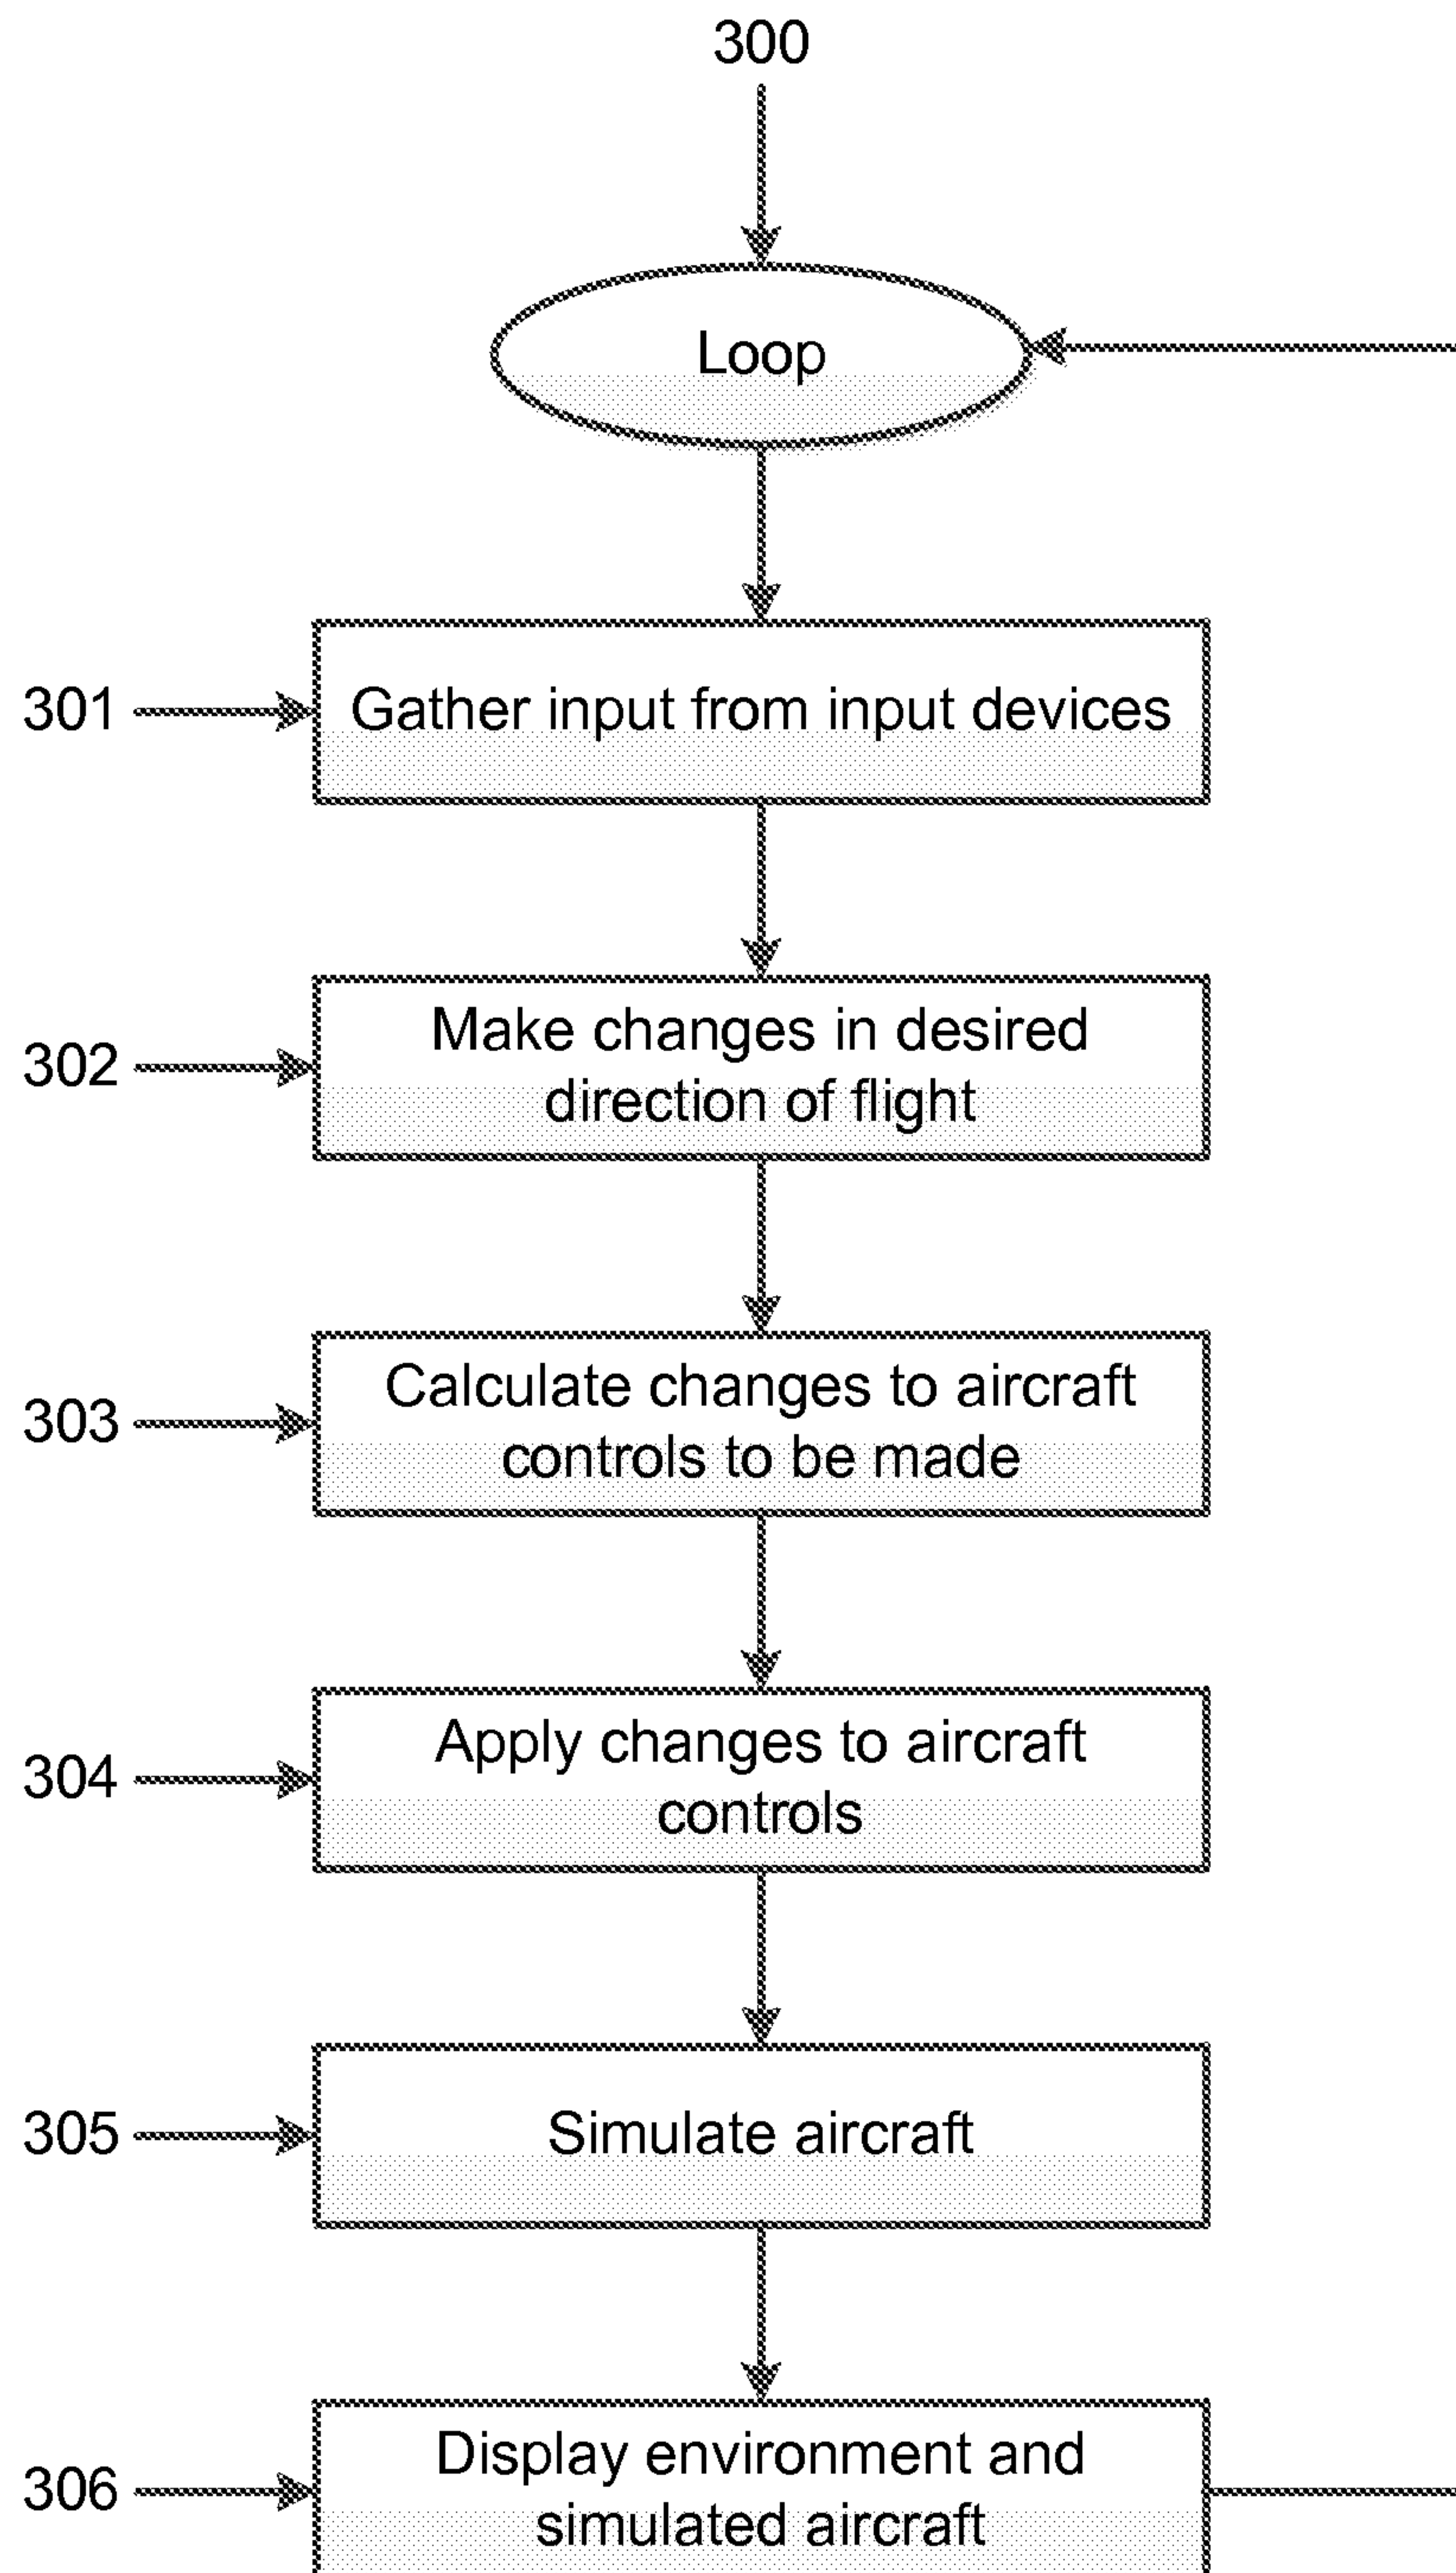 300
Loop
301
Gather input from input devices
302
Make changes in desired
direction of flight
303
Calculate changes to aircraft
controls to be made
304
Apply changes to aircraft
controls
305
Simulate aircraft
306
Display environment and
simulated aircraft